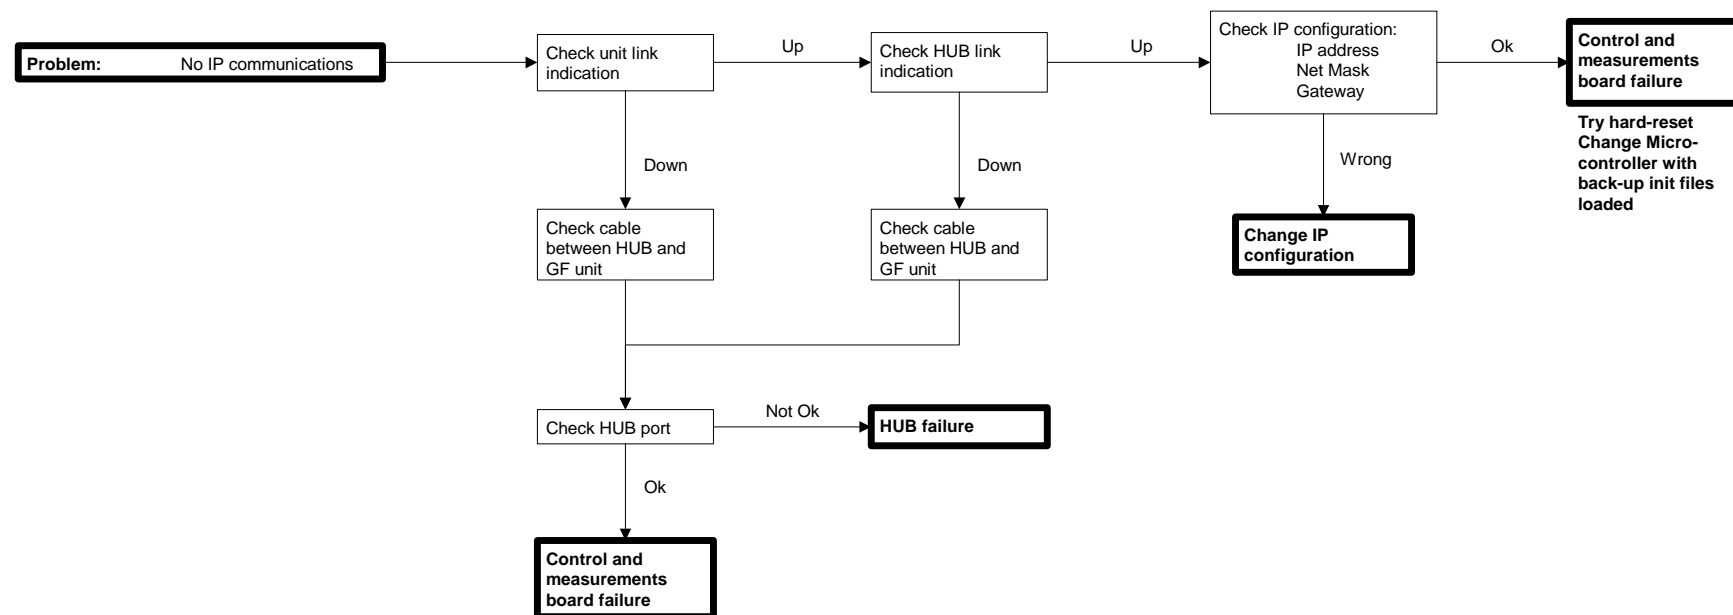 Problem: No IP communications
Check unit link
indication
Up
Check HUB link
indication
Up
Check IP configuration:
IP address
Net Mask
Gateway
Ok
Control and
measurements
board failure
Try hard-reset
Change Micro-
controller with
back-up init files
loaded
Down
Down
Wrong
Check cable
between HUB and
GF unit
Check cable
between HUB and
GF unit
Change IP
configuration
Check HUB port
Not Ok
HUB failure
Ok
Control and
measurements
board failure